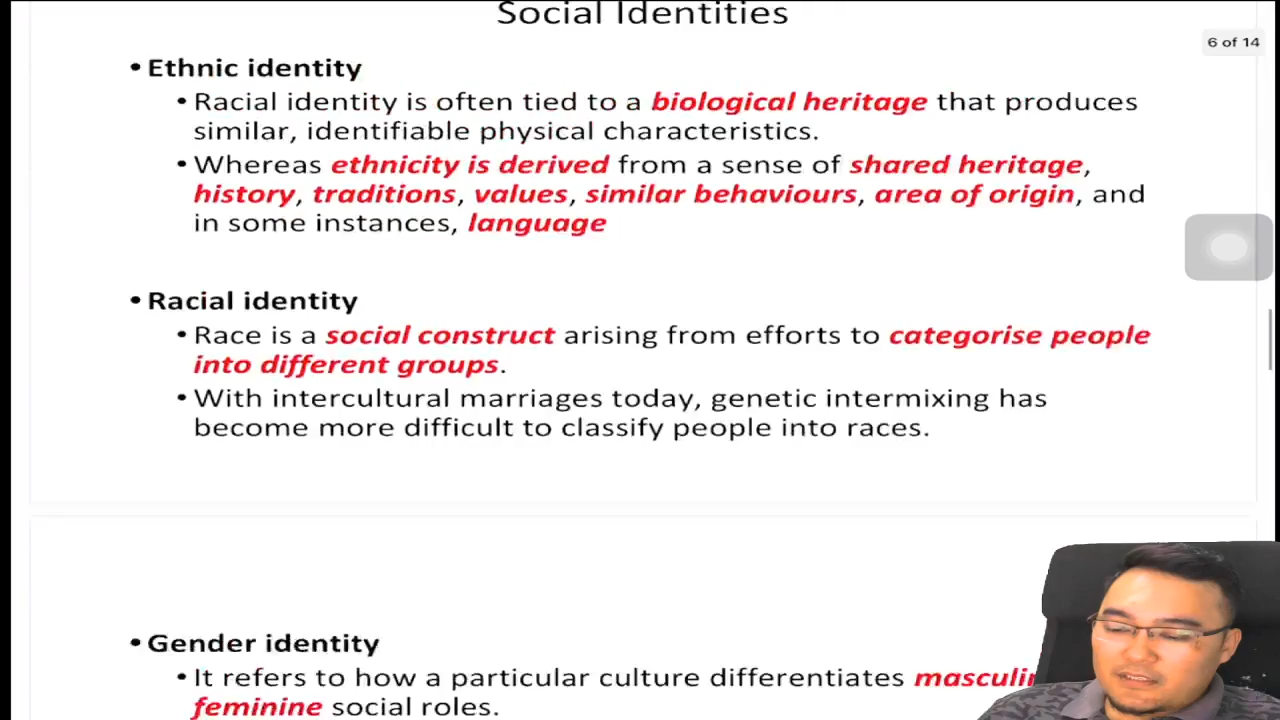 Social Identities
6 of 14
• Ethnic identity
• Racial identity is often tied to a biological heritage that produces
similar, identifiable physical characteristics.
• Whereas ethnicity is derived from a sense of shared heritage,
history, traditions, values, similar behaviours, area of origin, and
in some instances, language
• Racial identity
• Race is a social construct arising from efforts to categorise people
into different groups.
• With intercultural marriages today, genetic intermixing has
become more difficult to classify people into races.
• Gender identity
• It refers to how a particular culture differentiates
feminine social roles.